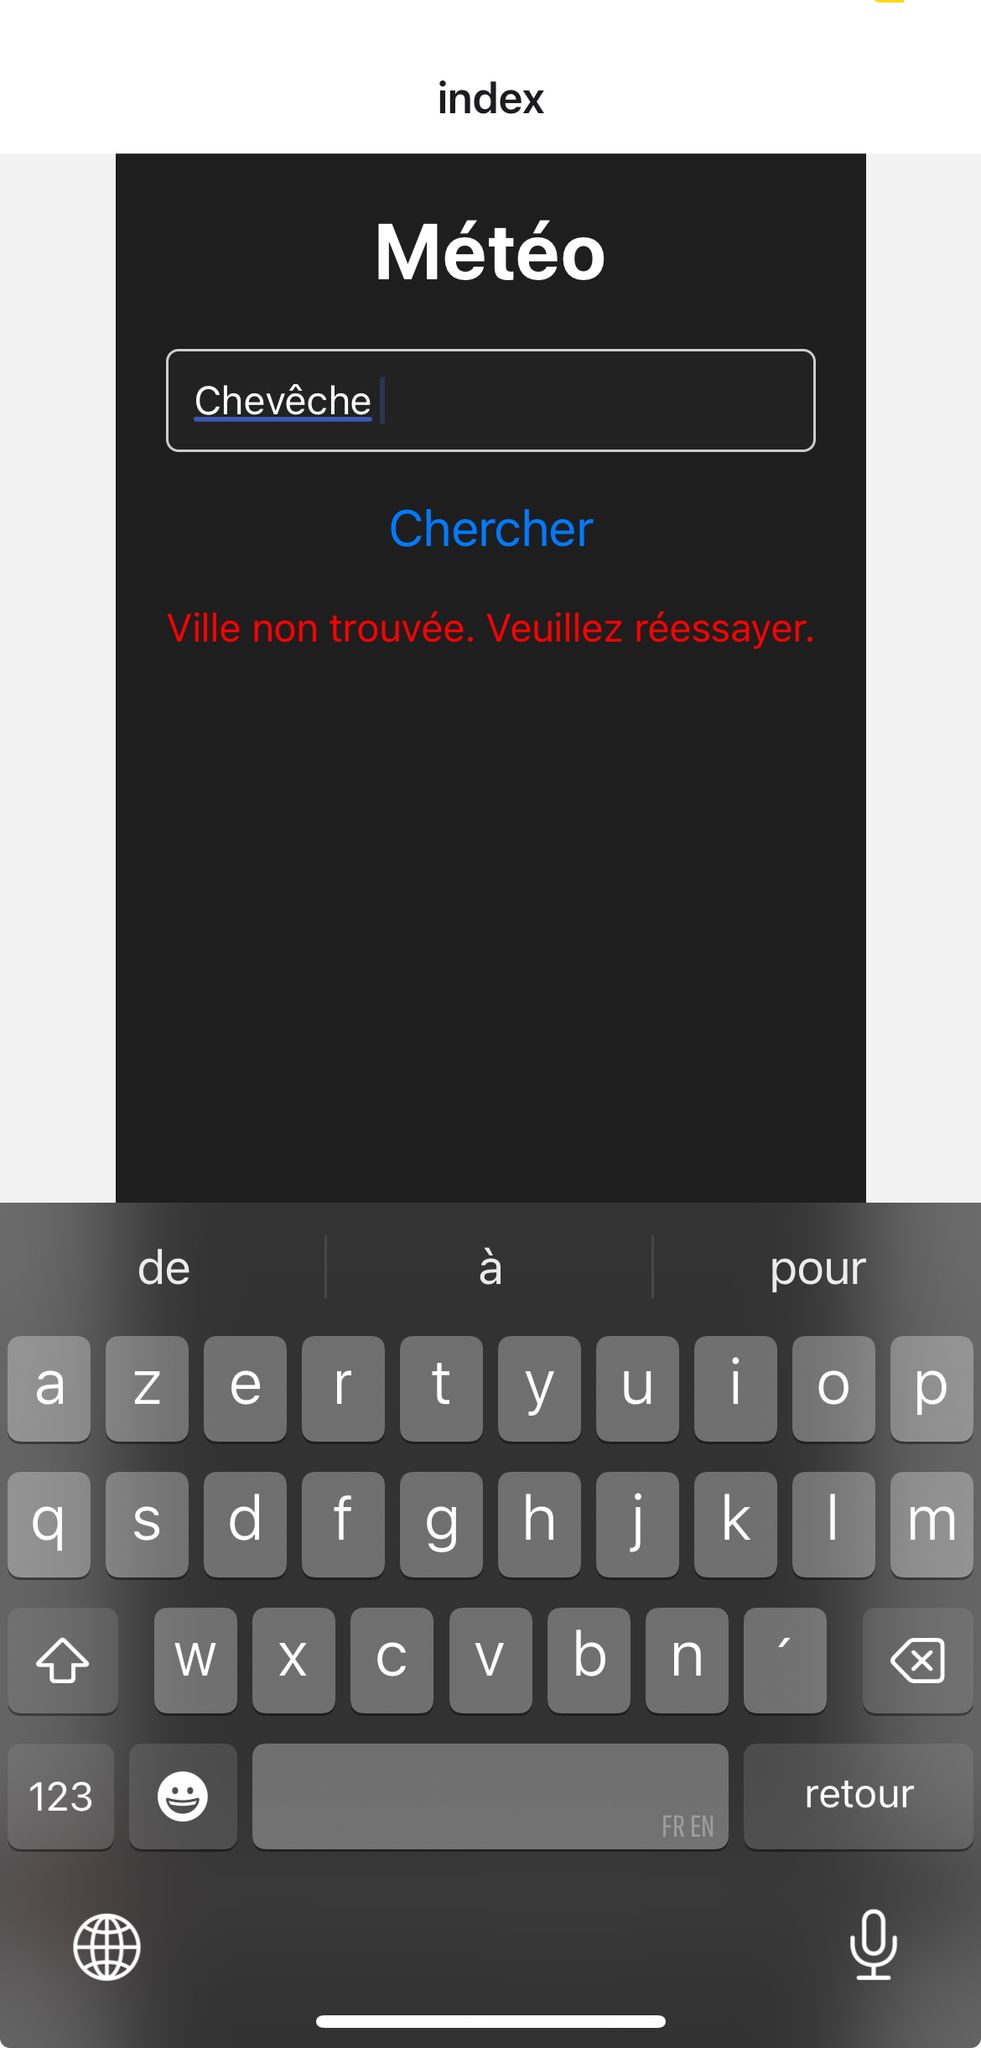 index
Météo
Chevêche
Chercher
Ville non trouvée. Veuillez réessayer.
de à pour
a z e r t y u i o p
q s d f g h j k l m
w x c v b n ´
123 FR EN retour